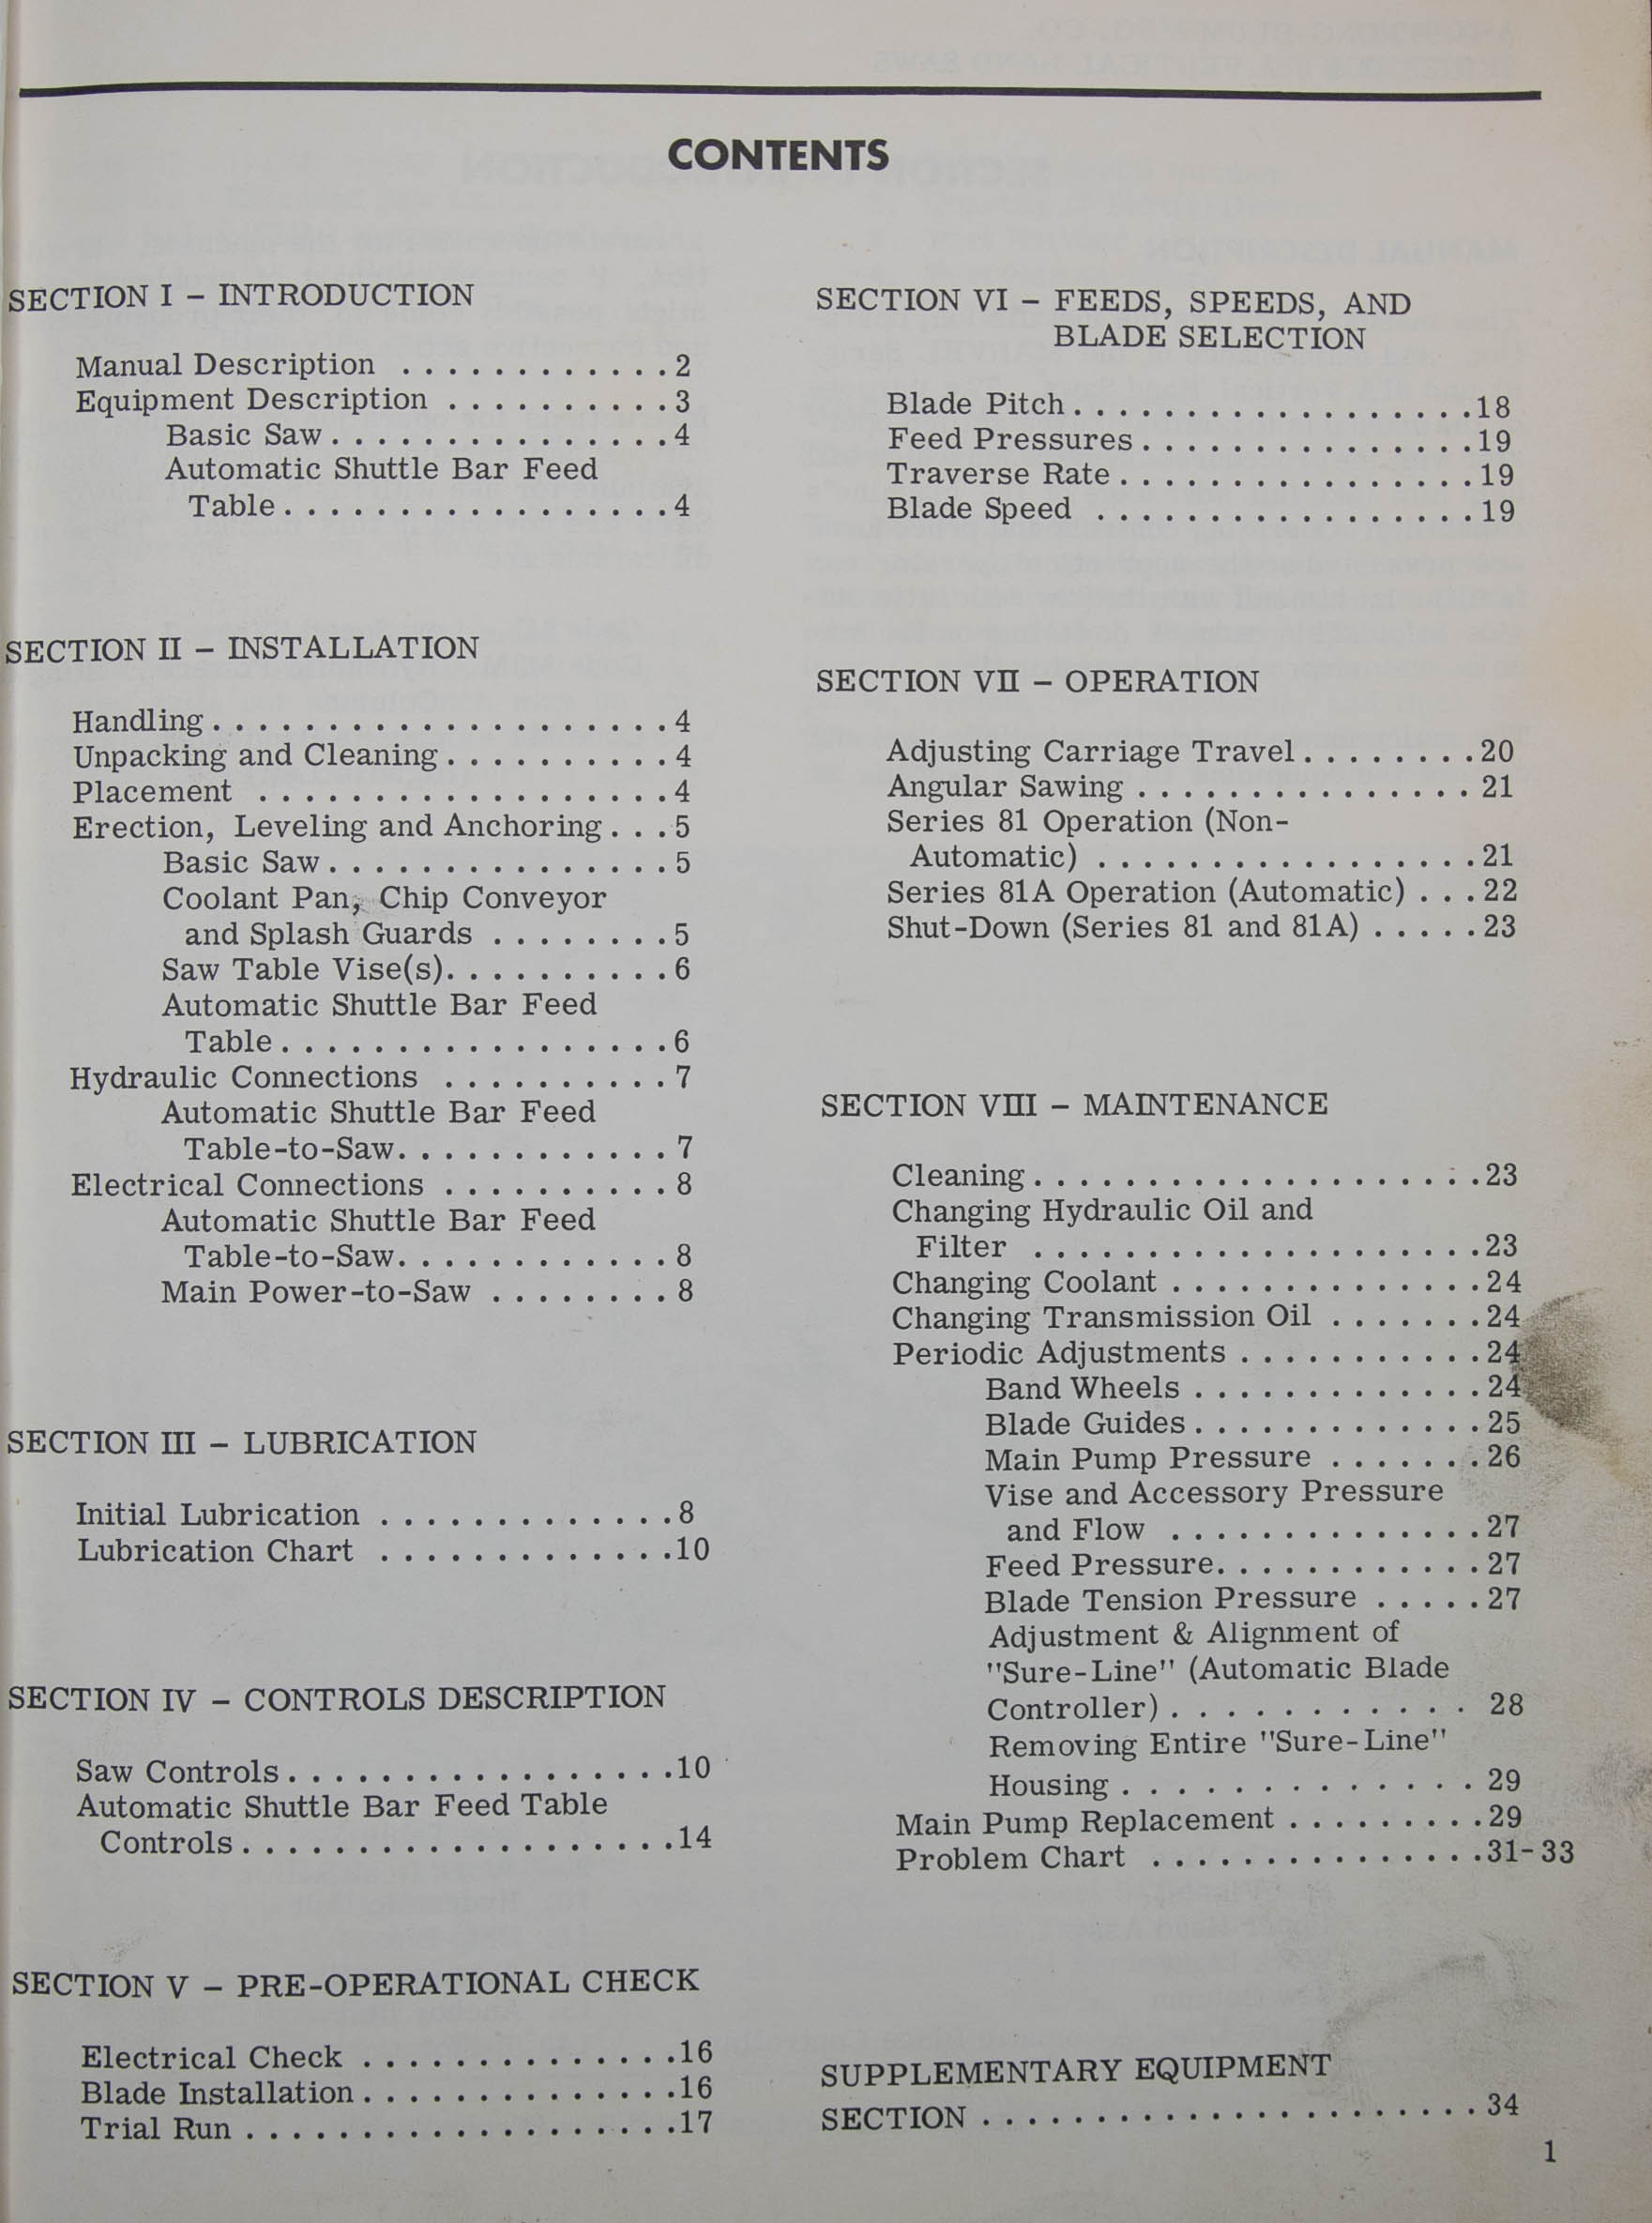 CONTENTS
SECTION I - INTRODUCTION
Manual Description . . . . . . . . . . . . 2
Equipment Description . . . . . . . . . . 3
Basic Saw. . . . . . . . . . . . . . . 4
Automatic Shuttle Bar Feed
Table. . . . . . . . . . . . . . . . . 4
SECTION II - INSTALLATION
Handling. . . . . . . . . . . . . . . . . . . . 4
Unpacking and Cleaning. . . . . . . . . . 4
Placement . . . . . . . . . . . . . . . . . . 4
Erection, Leveling and Anchoring. . . 5
Basic Saw. . . . . . . . . . . . . . . 5
Coolant Pan, Chip Conveyor
and Splash Guards . . . . . . . . 5
Saw Table Vise(s). . . . . . . . . . 6
Automatic Shuttle Bar Feed
Table. . . . . . . . . . . . . . . . . 6
Hydraulic Connections . . . . . . . . . . 7
Automatic Shuttle Bar Feed
Table-to-Saw. . . . . . . . . . . . 7
Electrical Connections . . . . . . . . . . 8
Automatic Shuttle Bar Feed
Table-to-Saw. . . . . . . . . . . . 8
Main Power-to-Saw . . . . . . . . 8
SECTION III - LUBRICATION
Initial Lubrication . . . . . . . . . . . . . 8
Lubrication Chart . . . . . . . . . . . . . 10
SECTION IV - CONTROLS DESCRIPTION
Saw Controls. . . . . . . . . . . . . . . . . 10
Automatic Shuttle Bar Feed Table
Controls. . . . . . . . . . . . . . . . . . . 14
SECTION V - PRE-OPERATIONAL CHECK
Electrical Check . . . . . . . . . . . . . . 16
Blade Installation. . . . . . . . . . . . . . 16
Trial Run . . . . . . . . . . . . . . . . . . . 17
SECTION VI - FEEDS, SPEEDS, AND
BLADE SELECTION
Blade Pitch. . . . . . . . . . . . . . . . . . 18
Feed Pressures. . . . . . . . . . . . . . . 19
Traverse Rate. . . . . . . . . . . . . . . . 19
Blade Speed . . . . . . . . . . . . . . . . . 19
SECTION VII - OPERATION
Adjusting Carriage Travel. . . . . . . . 20
Angular Sawing . . . . . . . . . . . . . . . 21
Series 81 Operation (Non-
Automatic) . . . . . . . . . . . . . . . . . 21
Series 81A Operation (Automatic) . . . 22
Shut-Down (Series 81 and 81A) . . . . . 23
SECTION VIII - MAINTENANCE
Cleaning. . . . . . . . . . . . . . . . . . . . 23
Changing Hydraulic Oil and
Filter . . . . . . . . . . . . . . . . . . . . 23
Changing Coolant . . . . . . . . . . . . . . 24
Changing Transmission Oil . . . . . . . 24
Periodic Adjustments . . . . . . . . . . . 24
Band Wheels . . . . . . . . . . . . . 24
Blade Guides. . . . . . . . . . . . . 25
Main Pump Pressure . . . . . . . 26
Vise and Accessory Pressure
and Flow . . . . . . . . . . . . . . 27
Feed Pressure. . . . . . . . . . . . 27
Blade Tension Pressure . . . . . 27
Adjustment & Alignment of
"Sure-Line" (Automatic Blade
Controller) . . . . . . . . . . . . . 28
Removing Entire "Sure-Line"
Housing . . . . . . . . . . . . . . 29
Main Pump Replacement . . . . . . . . . 29
Problem Chart . . . . . . . . . . . . . . . 31-33
SUPPLEMENTARY EQUIPMENT
SECTION . . . . . . . . . . . . . . . . . . . . . . 34
1